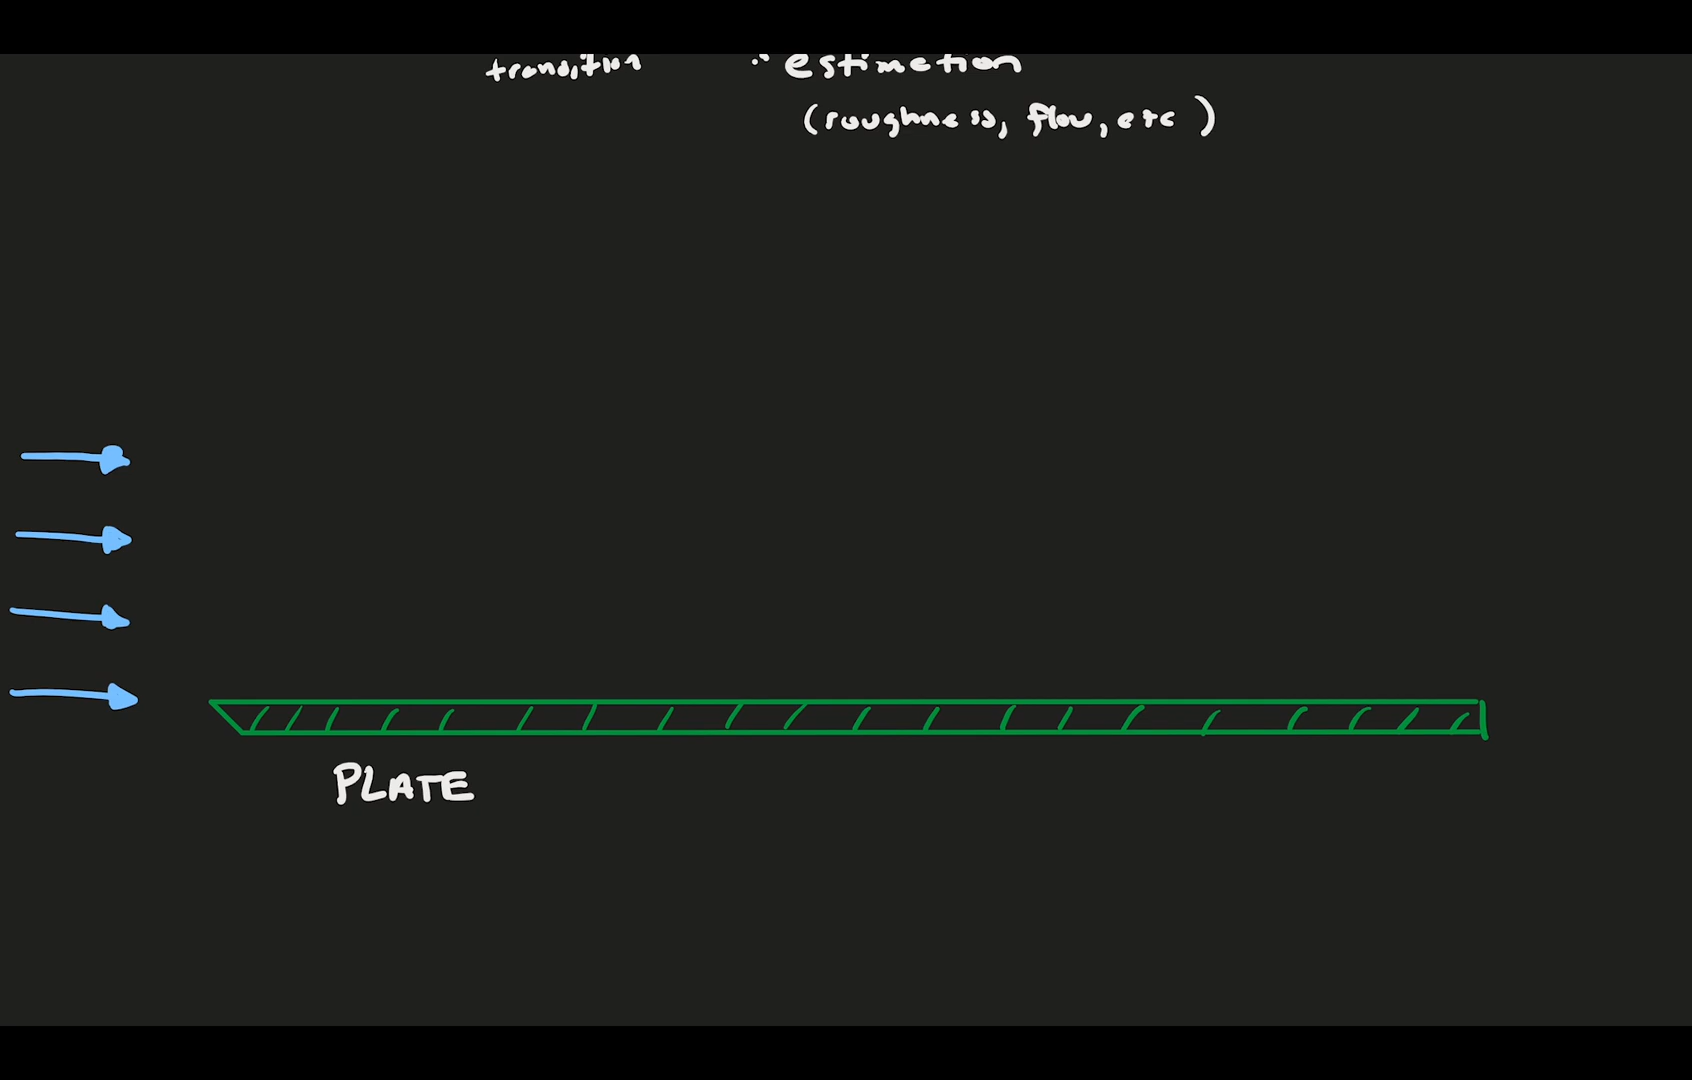 transition
estimation
(roughness, flow, etc)
PLATE